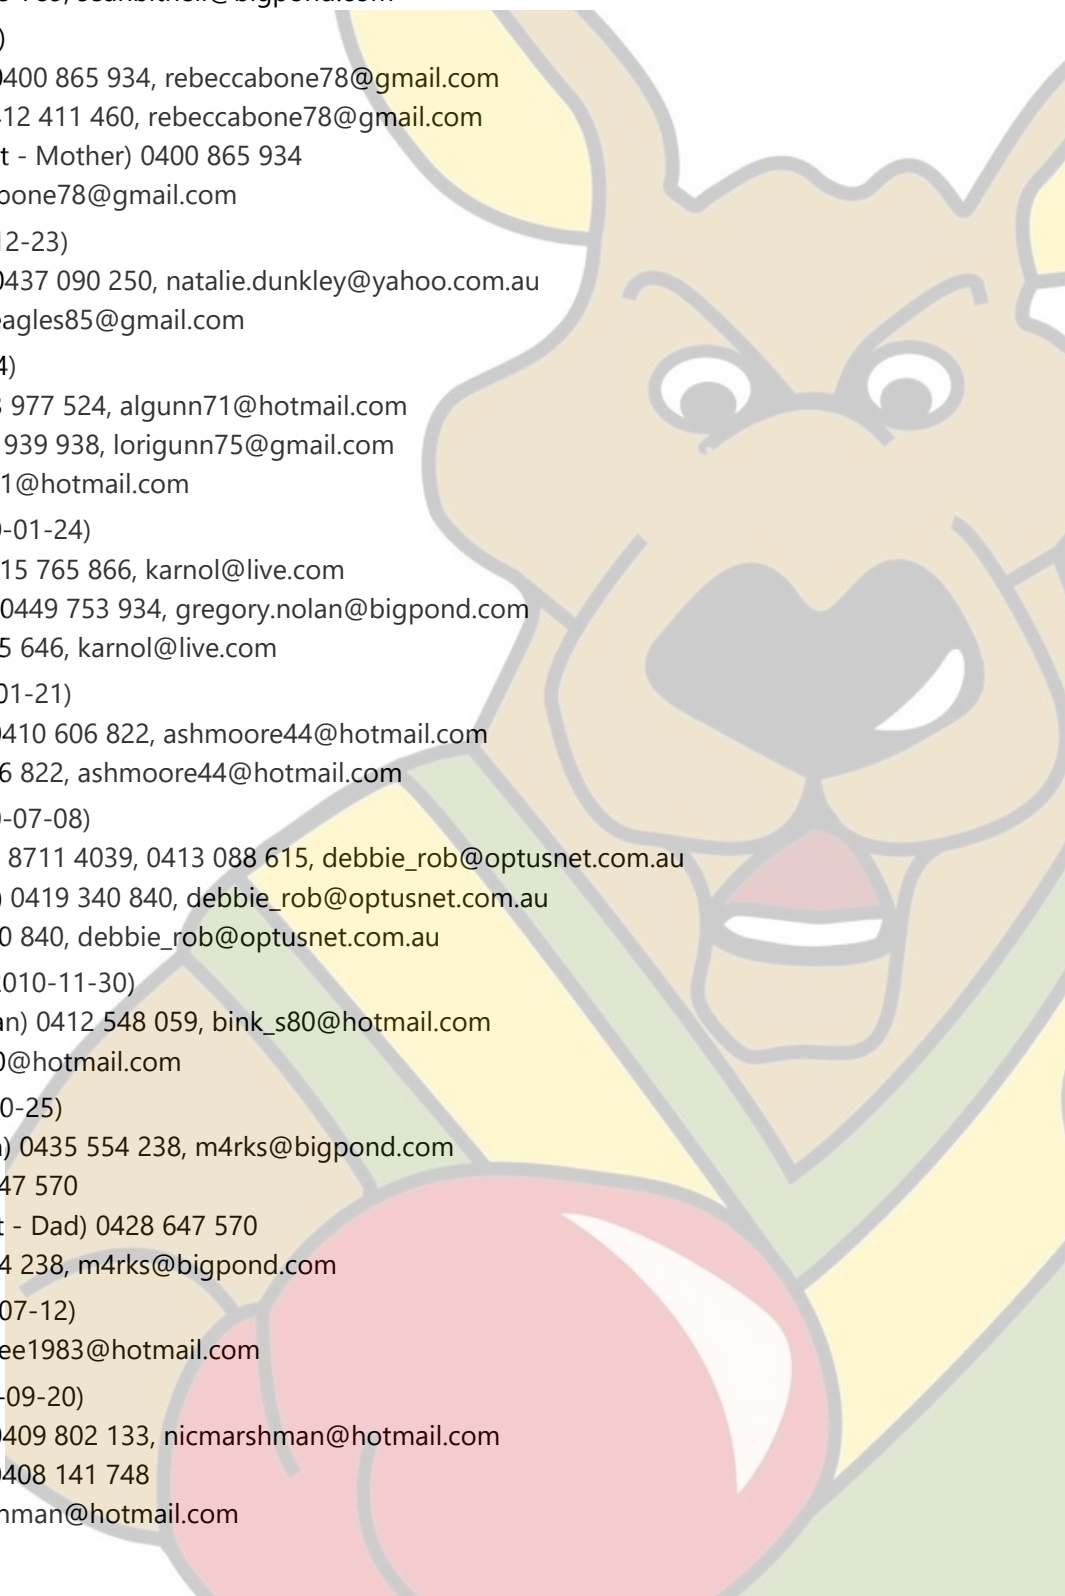 )
0400 865 934, rebeccabone78@gmail.com
12 411 460, rebeccabone78@gmail.com
t - Mother) 0400 865 934
bone78@gmail.com
12-23)
0437 090 250, natalie.dunkley@yahoo.com.au
eagles85@gmail.com
4)
977 524, algunn71@hotmail.com
939 938, lorigunn75@gmail.com
1@hotmail.com
-01-24)
15 765 866, karnol@live.com
0449 753 934, gregory.nolan@bigpond.com
5 646, karnol@live.com
01-21)
0410 606 822, ashmoore44@hotmail.com
6 822, ashmoore44@hotmail.com
-07-08)
8711 4039, 0413 088 615, debbie_rob@optusnet.com.au
) 0419 340 840, debbie_rob@optusnet.com.au
0 840, debbie_rob@optusnet.com.au
2010-11-30)
an) 0412 548 059, bink_s80@hotmail.com
0@hotmail.com
0-25)
) 0435 554 238, m4rks@bigpond.com
47 570
t - Dad) 0428 647 570
4 238, m4rks@bigpond.com
07-12)
ee1983@hotmail.com
-09-20)
0409 802 133, nicmarshman@hotmail.com
0408 141 748
hman@hotmail.com